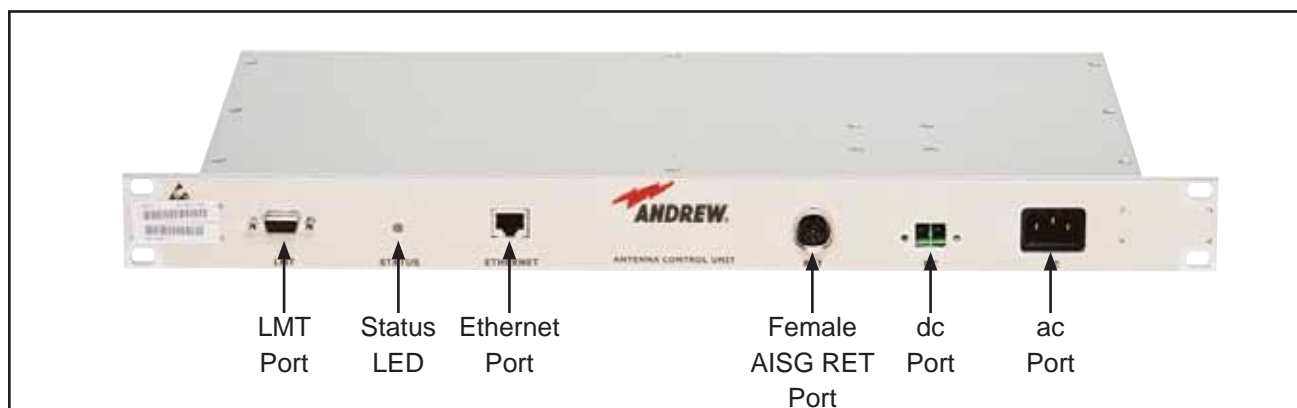 ANDREW.
LMT
STATUS
ETHERNET
ANTENNA CONTROL UNIT
LMT Port
Status LED
Ethernet Port
Female AISG RET Port
dc Port
ac Port